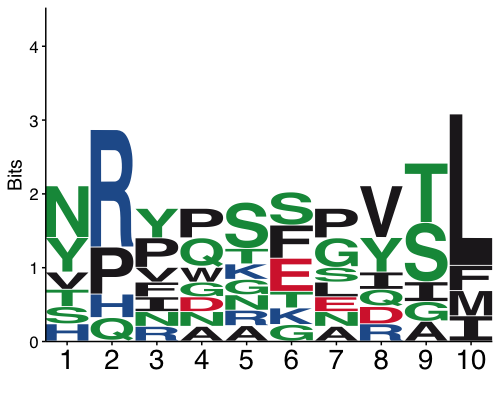 Bits
4
3
2
1
0
N Y V T S H
R P H Q
Y P V F I N R
P Q W G D A
S T K G N R A
S F E T K G
P G S L E N A
V Y I Q D R
T S I G A
L F M I
1 2 3 4 5 6 7 8 9 10